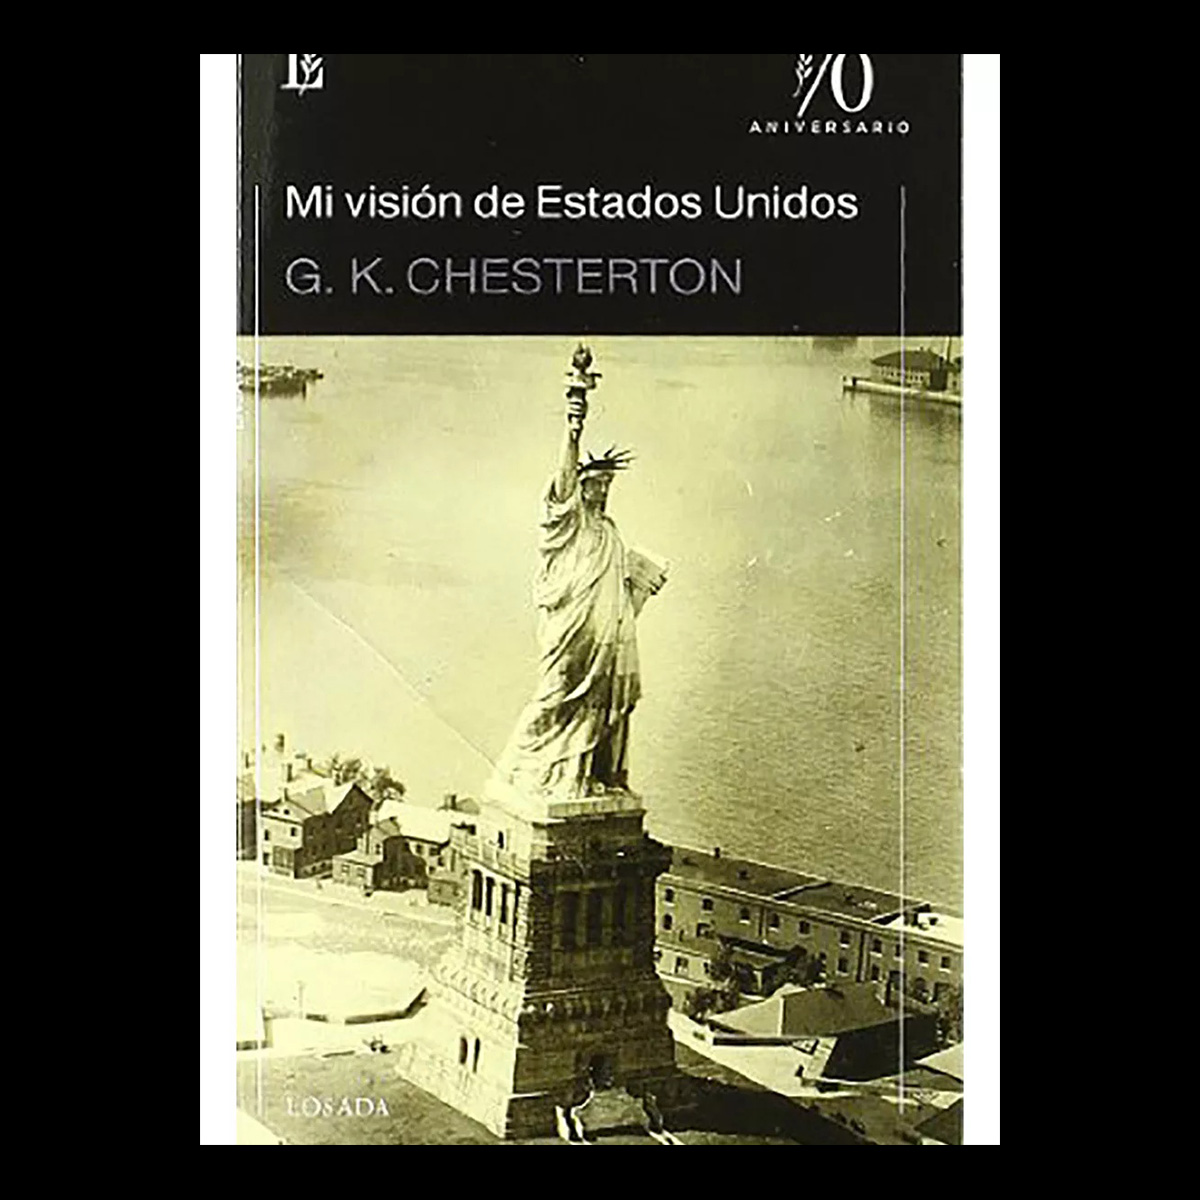 L
70
ANIVERSARIO
Mi visión de Estados Unidos
G. K. CHESTERTON
LOSADA